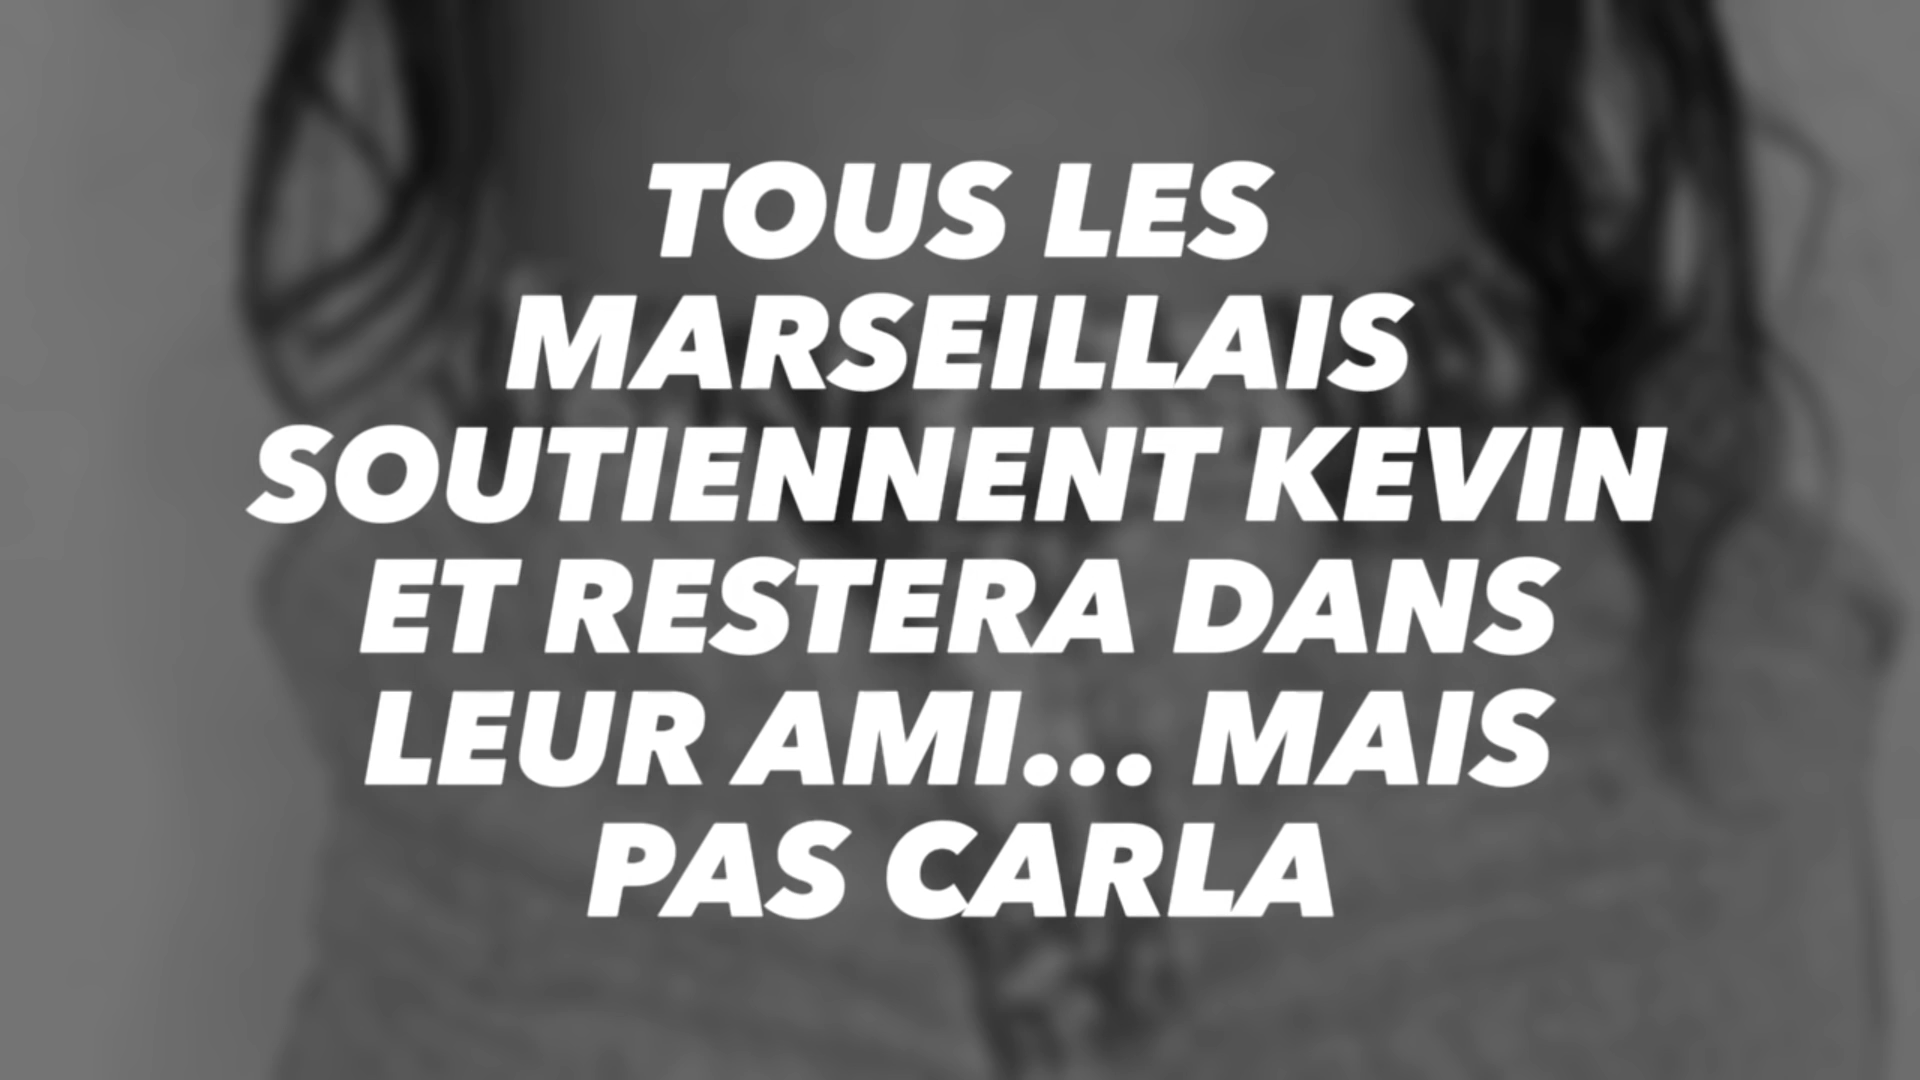 TOUS LES
MARSEILLAIS
SOUTIENNENT KEVIN
ET RESTERA DANS
LEUR AMI... MAIS
PAS CARLA